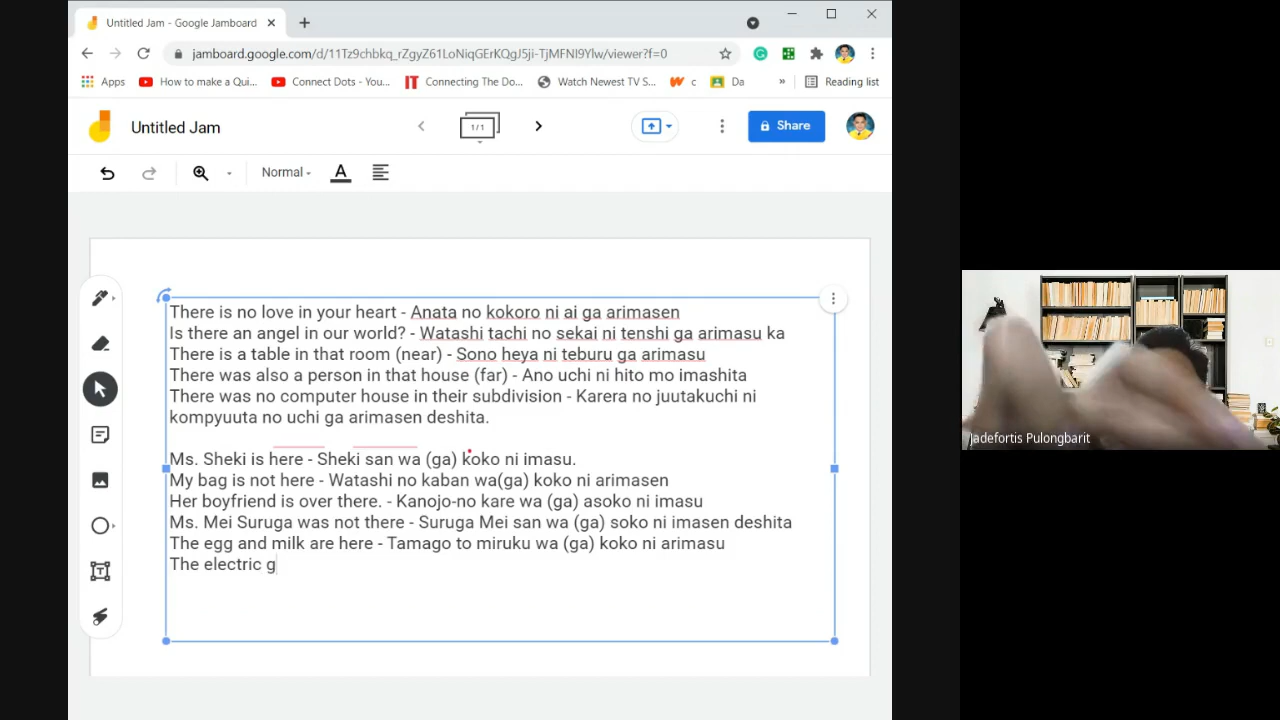 Untitled Jam - Google Jamboard
jamboard.google.com/d/11Tz9chbkq_rZgyZ61LoNiqGErKQgJ5ji-TjMFNI9Ylw/viewer?f=0
Apps How to make a Qui... Connect Dots - You... IT Connecting The Do... Watch Newest TV S... c Da » Reading list
Untitled Jam 1/1 Share
Normal A
There is no love in your heart - Anata no kokoro ni ai ga arimasen
Is there an angel in our world? - Watashi tachi no sekai ni tenshi ga arimasu ka
There is a table in that room (near) - Sono heya ni teburu ga arimasu
There was also a person in that house (far) - Ano uchi ni hito mo imashita
There was no computer house in their subdivision - Karera no juutakuchi ni
kompyuuta no uchi ga arimasen deshita.
Ms. Sheki is here - Sheki san wa (ga) koko ni imasu.
My bag is not here - Watashi no kaban wa(ga) koko ni arimasen
Her boyfriend is over there. - Kanojo-no kare wa (ga) asoko ni imasu
Ms. Mei Suruga was not there - Suruga Mei san wa (ga) soko ni imasen deshita
The egg and milk are here - Tamago to miruku wa (ga) koko ni arimasu
The electric g
Jadefortis Pulongbarit